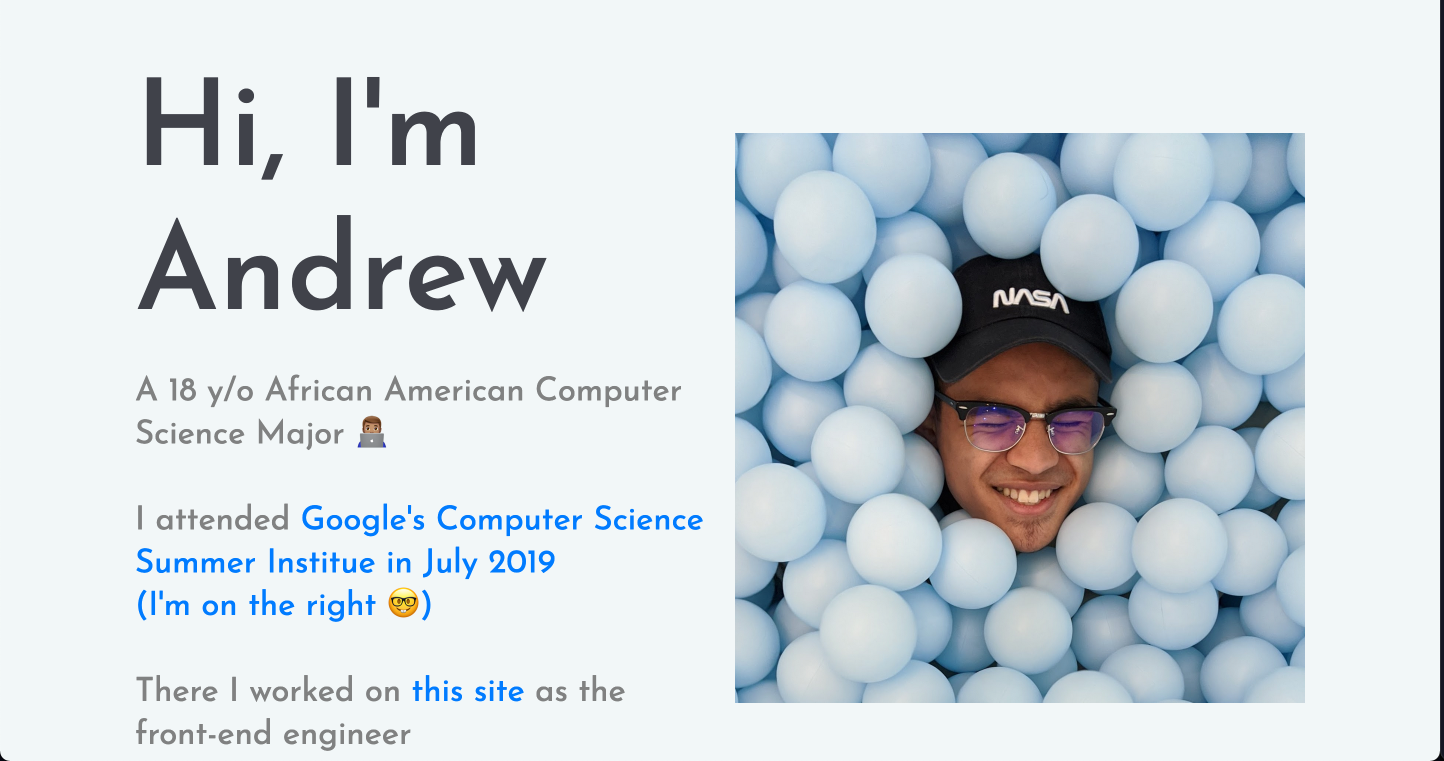 Hi, I'm
Andrew
NASA
A 18 y/o African American Computer
Science Major 👨🏽‍💻
I attended Google's Computer Science
Summer Institue in July 2019
(I'm on the right 🤓)
There I worked on this site as the
front-end engineer